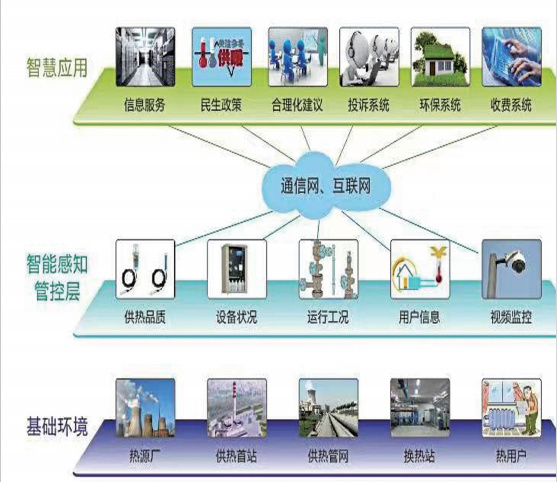 智慧应用
供暖
信息服务
民生政策
合理化建议
投诉系统
环保系统
收费系统
通信网、互联网
智能感知
管控层
供热品质
设备状况
运行工况
用户信息
视频监控
基础环境
热源厂
供热首站
供热管网
换热站
热用户